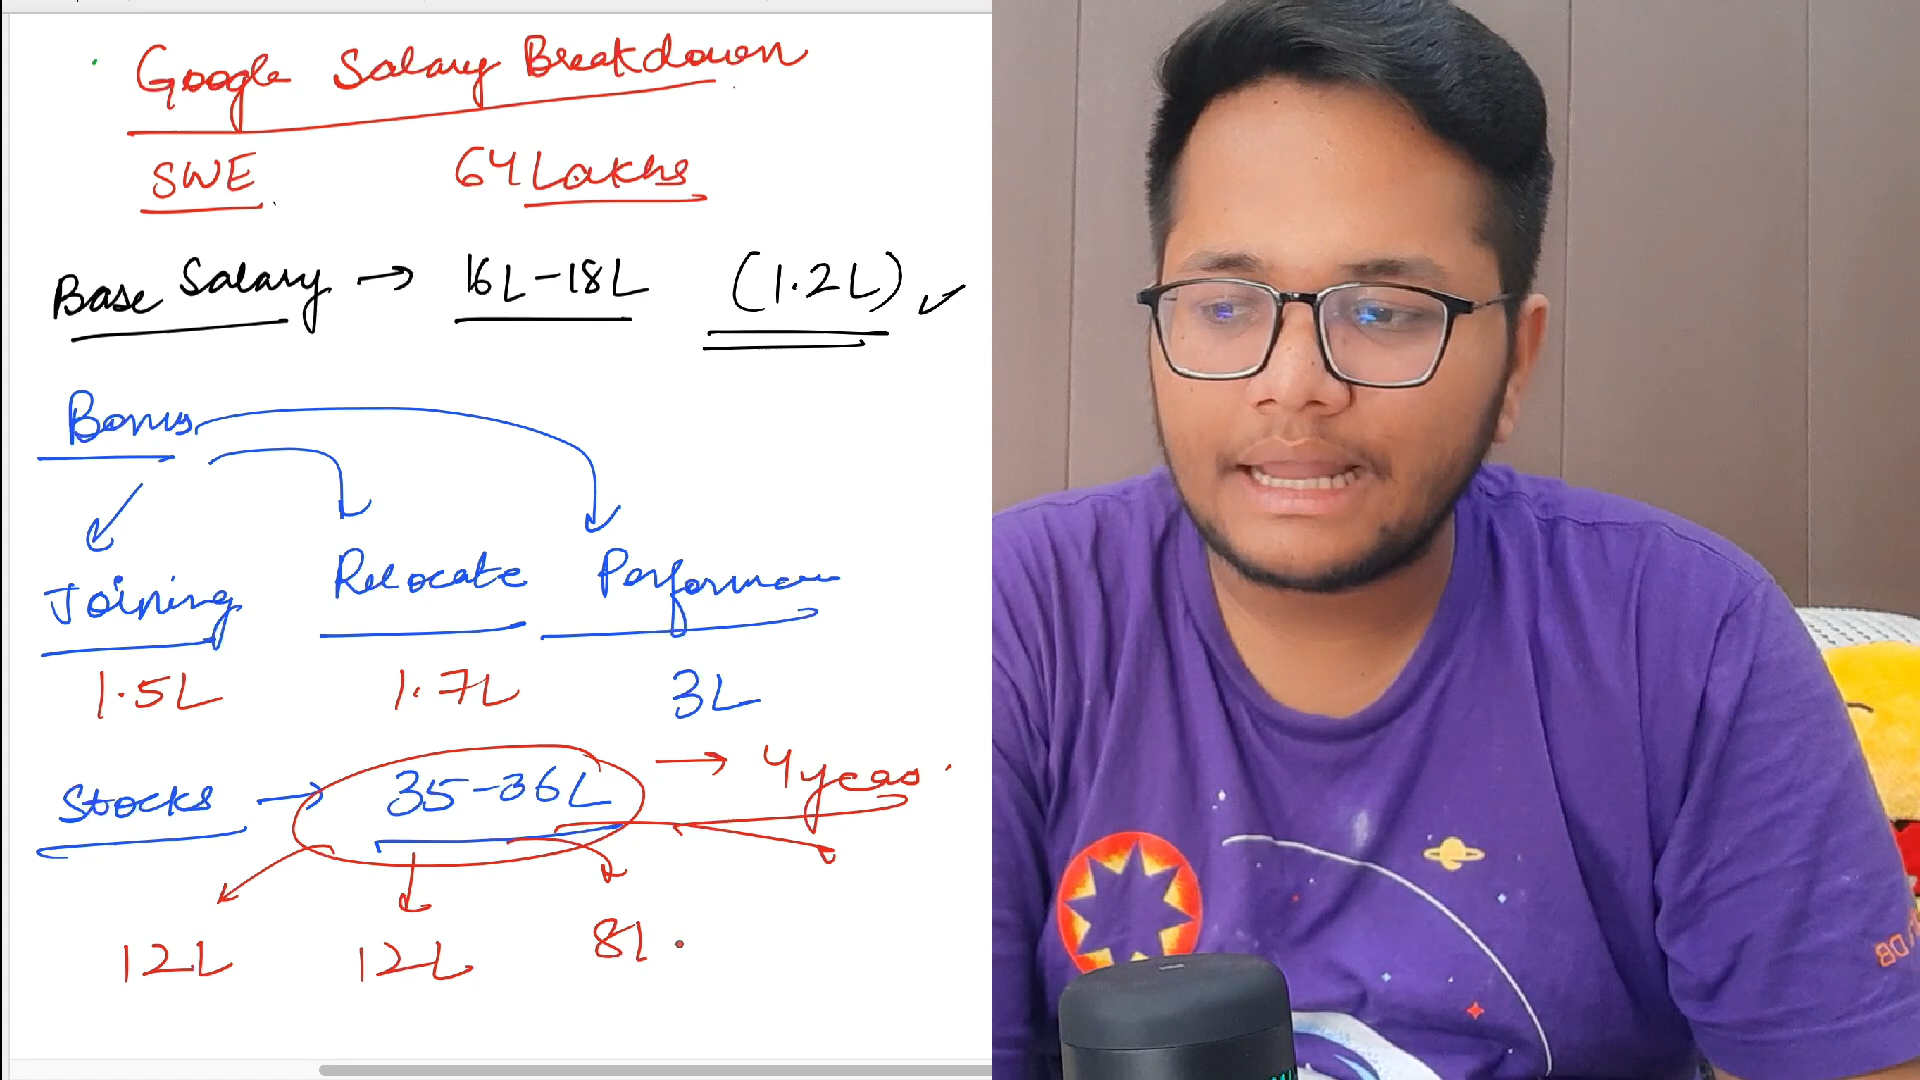 Google Salary Breakdown
SWE 64 Lakhs
Base Salary → 16L-18L (1.2L) ✓
Bonus
Joining Relocate Performan
1.5L 1.7L 3L
Stocks → 35-36L → 4 years
12L 12L 8L